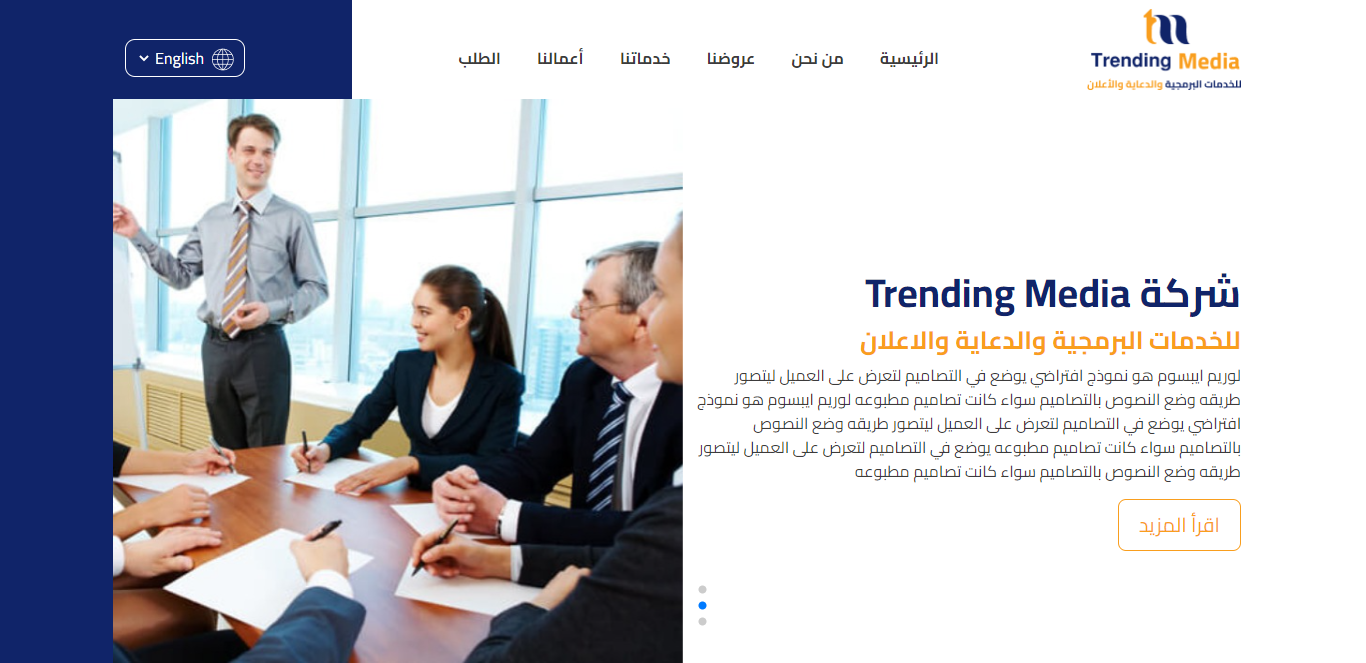 Trending Media
للخدمات البرمجية والدعاية والأعلان
الرئيسية
من نحن
عروضنا
خدماتنا
أعمالنا
الطلب
English
شركة Trending Media
للخدمات البرمجية والدعاية والاعلان
لوريم ايبسوم هو نموذج افتراضي يوضع في التصاميم لتعرض على العميل ليتصور
طريقه وضع النصوص بالتصاميم سواء كانت تصاميم مطبوعه لوريم ايبسوم هو نموذج
افتراضي يوضع في التصاميم لتعرض على العميل ليتصور طريقه وضع النصوص
بالتصاميم سواء كانت تصاميم مطبوعه يوضع في التصاميم لتعرض على العميل ليتصور
طريقه وضع النصوص بالتصاميم سواء كانت تصاميم مطبوعه
اقرأ المزيد